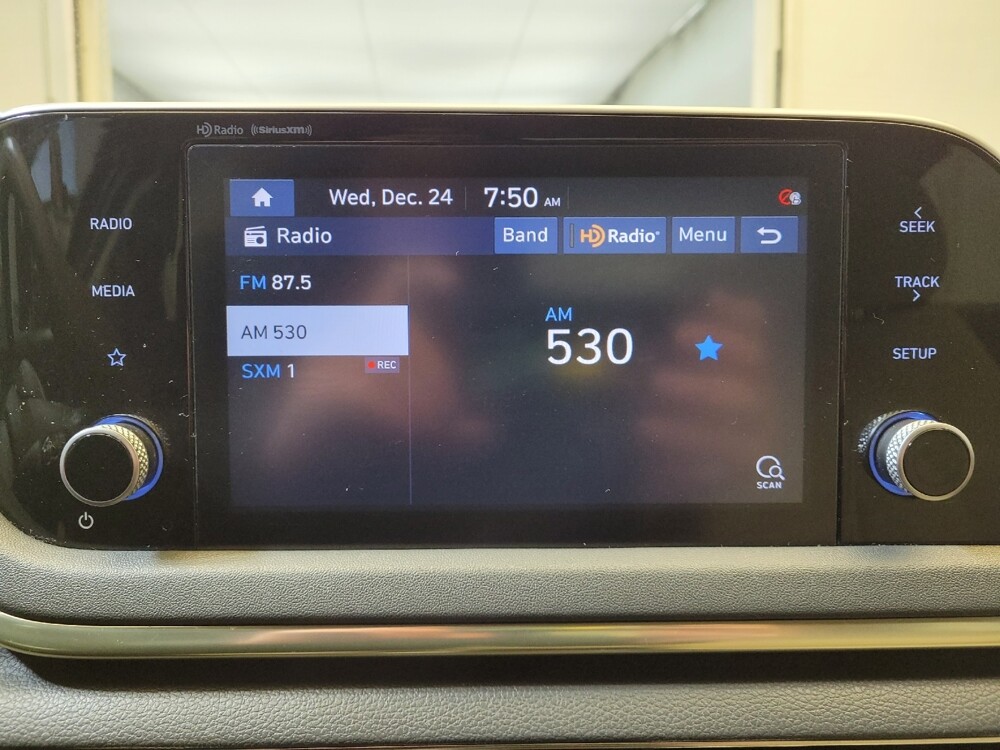 HD Radio ((SiriusXM))
Wed, Dec. 24 7:50 AM
Radio Band HD Radio Menu
FM 87.5
AM 530
SXM 1 REC
AM
530
SCAN
RADIO
MEDIA
SEEK
TRACK
SETUP